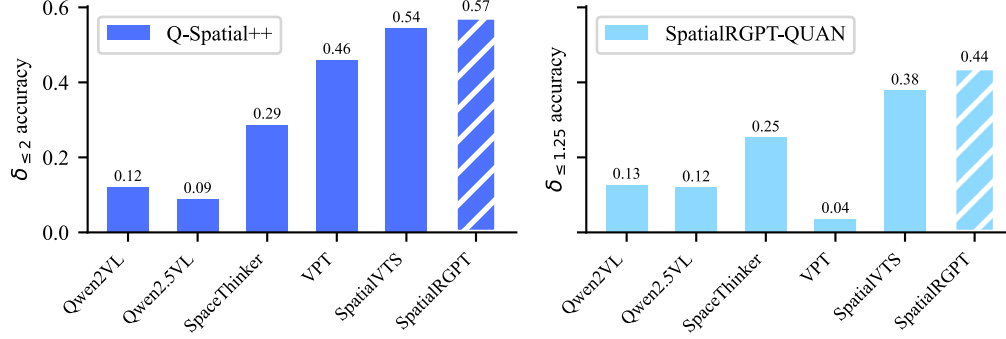 Q-Spatial++
δ≤2 accuracy
0.6
0.4
0.2
0.0
0.12
0.09
0.29
0.46
0.54
0.57
Qwen2VL
Qwen2.5VL
SpaceThinker
VPT
SpatialVTS
SpatialRGPT
SpatialRGPT-QUAN
δ≤1.25 accuracy
0.13
0.12
0.25
0.04
0.38
0.44
Qwen2VL
Qwen2.5VL
SpaceThinker
VPT
SpatialVTS
SpatialRGPT